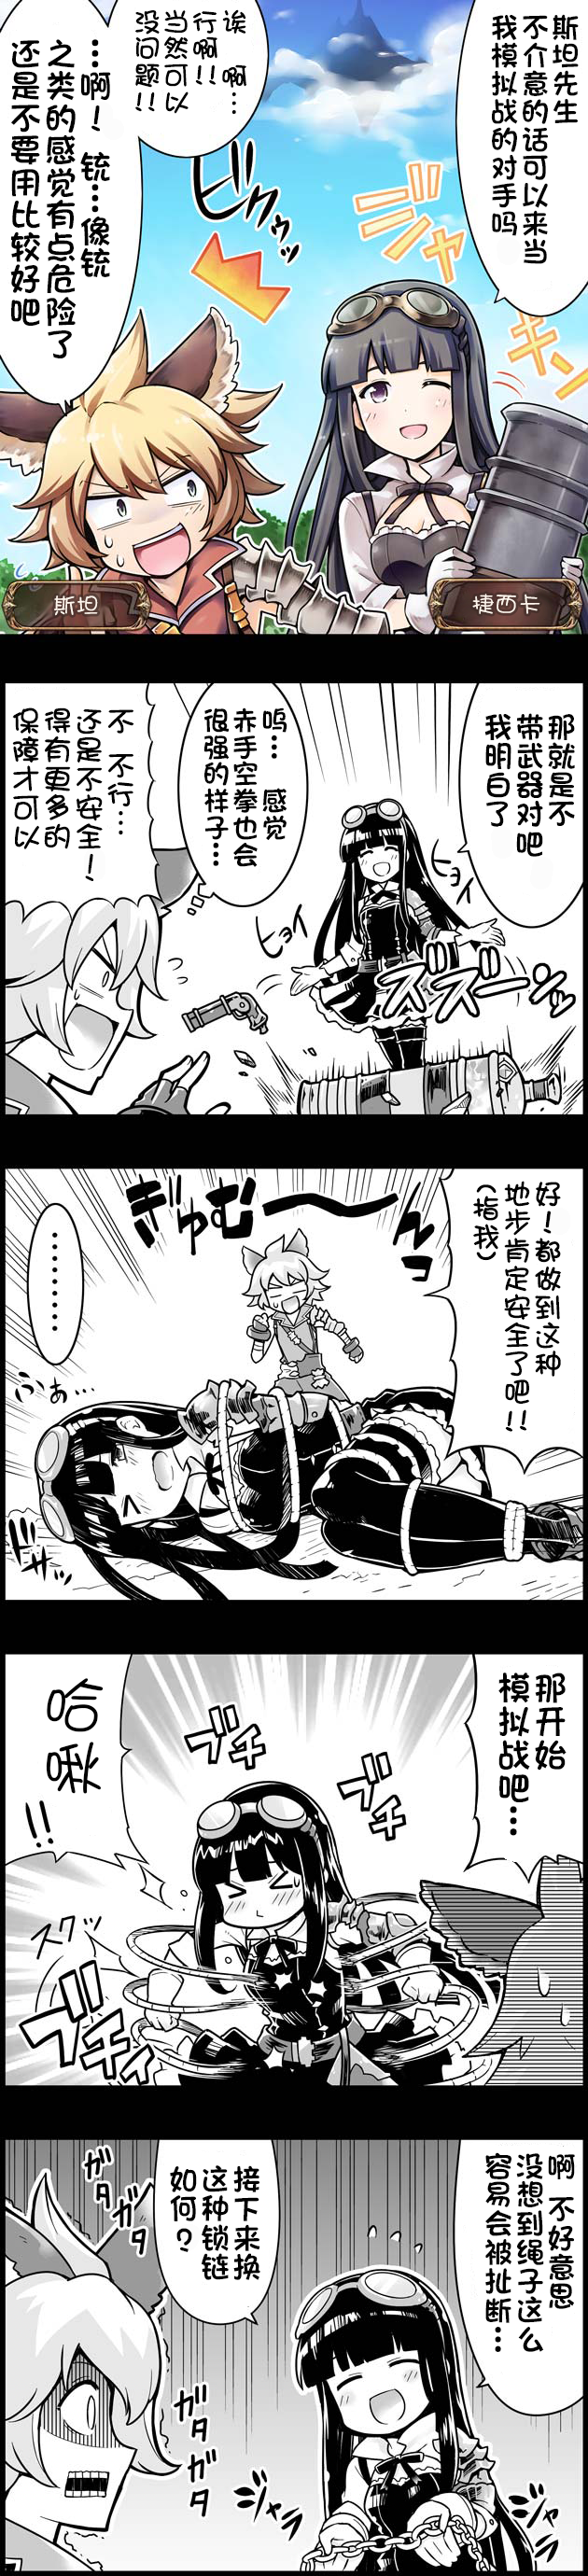 斯坦先生
不介意的话可以来当
我模拟战的对手吗
诶 啊…
行啊!!
当然可以
没问题!!
…啊! 铳…像铳
之类的感觉有点危险了
还是不要用比较好吧
ジャ
キン
ビクゥッ
斯坦
捷西卡
那就是不
带武器对吧
我明白了
呜… 感觉
赤手空拳也会
很强的样子…
不 不行…
还是不安全!
得有更多的
保障才可以
ヒョイ
ヒョイ
ズズーンッ
好!都做到这种
地步肯定安全了吧!!
(指我)
ぎゅむーーんっ
………
ふぁ…
ドサッ
那开始
模拟战吧…
哈
啾
!!
ブチ
ブチ
スクッ
ブチィ
啊 不好意思
没想到绳子这么
容易会被扯断…
接下来换
这种锁链
如何?
ガタ
ガタ
ガタ
ガタ
ジャラ
ジャラ